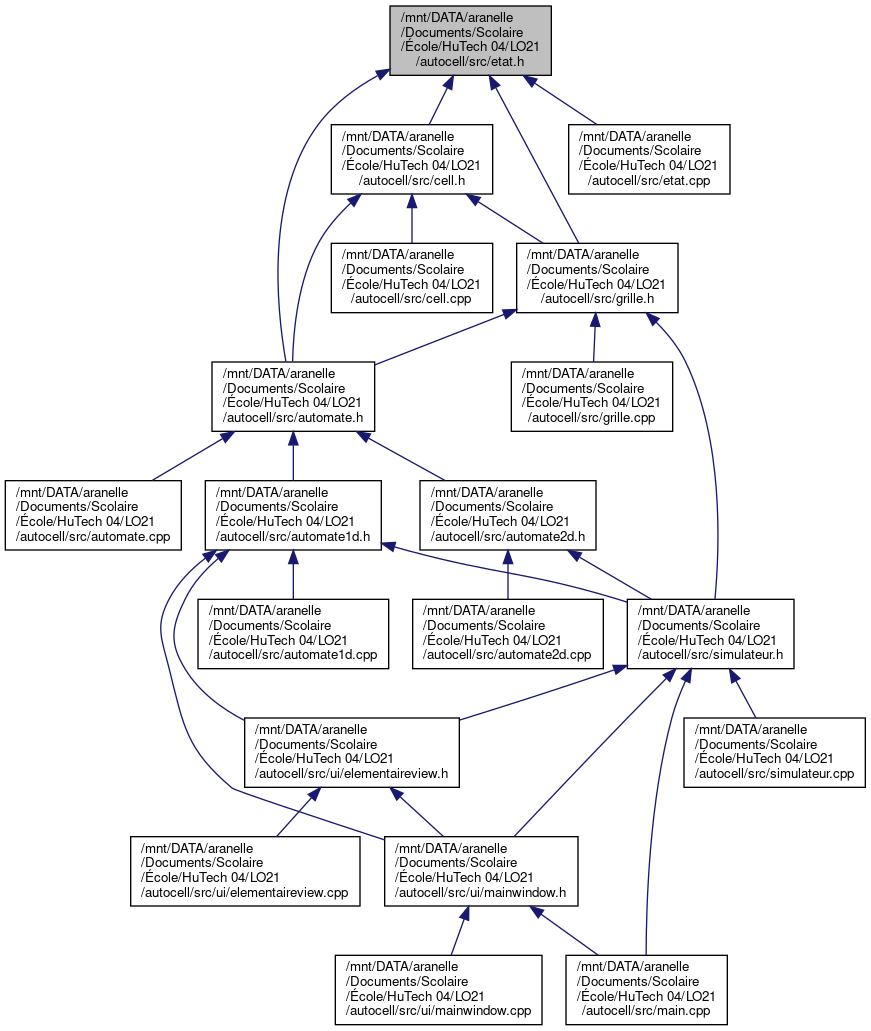 /mnt/DATA/aranelle
/Documents/Scolaire
/École/HuTech 04/LO21
/autocell/src/etat.h
/mnt/DATA/aranelle
/Documents/Scolaire
/École/HuTech 04/LO21
/autocell/src/cell.h
/mnt/DATA/aranelle
/Documents/Scolaire
/École/HuTech 04/LO21
/autocell/src/etat.cpp
/mnt/DATA/aranelle
/Documents/Scolaire
/École/HuTech 04/LO21
/autocell/src/cell.cpp
/mnt/DATA/aranelle
/Documents/Scolaire
/École/HuTech 04/LO21
/autocell/src/grille.h
/mnt/DATA/aranelle
/Documents/Scolaire
/École/HuTech 04/LO21
/autocell/src/automate.h
/mnt/DATA/aranelle
/Documents/Scolaire
/École/HuTech 04/LO21
/autocell/src/grille.cpp
/mnt/DATA/aranelle
/Documents/Scolaire
/École/HuTech 04/LO21
/autocell/src/automate.cpp
/mnt/DATA/aranelle
/Documents/Scolaire
/École/HuTech 04/LO21
/autocell/src/automate1d.h
/mnt/DATA/aranelle
/Documents/Scolaire
/École/HuTech 04/LO21
/autocell/src/automate2d.h
/mnt/DATA/aranelle
/Documents/Scolaire
/École/HuTech 04/LO21
/autocell/src/automate1d.cpp
/mnt/DATA/aranelle
/Documents/Scolaire
/École/HuTech 04/LO21
/autocell/src/automate2d.cpp
/mnt/DATA/aranelle
/Documents/Scolaire
/École/HuTech 04/LO21
/autocell/src/simulateur.h
/mnt/DATA/aranelle
/Documents/Scolaire
/École/HuTech 04/LO21
/autocell/src/ui/elementaireview.h
/mnt/DATA/aranelle
/Documents/Scolaire
/École/HuTech 04/LO21
/autocell/src/simulateur.cpp
/mnt/DATA/aranelle
/Documents/Scolaire
/École/HuTech 04/LO21
/autocell/src/ui/elementaireview.cpp
/mnt/DATA/aranelle
/Documents/Scolaire
/École/HuTech 04/LO21
/autocell/src/ui/mainwindow.h
/mnt/DATA/aranelle
/Documents/Scolaire
/École/HuTech 04/LO21
/autocell/src/ui/mainwindow.cpp
/mnt/DATA/aranelle
/Documents/Scolaire
/École/HuTech 04/LO21
/autocell/src/main.cpp